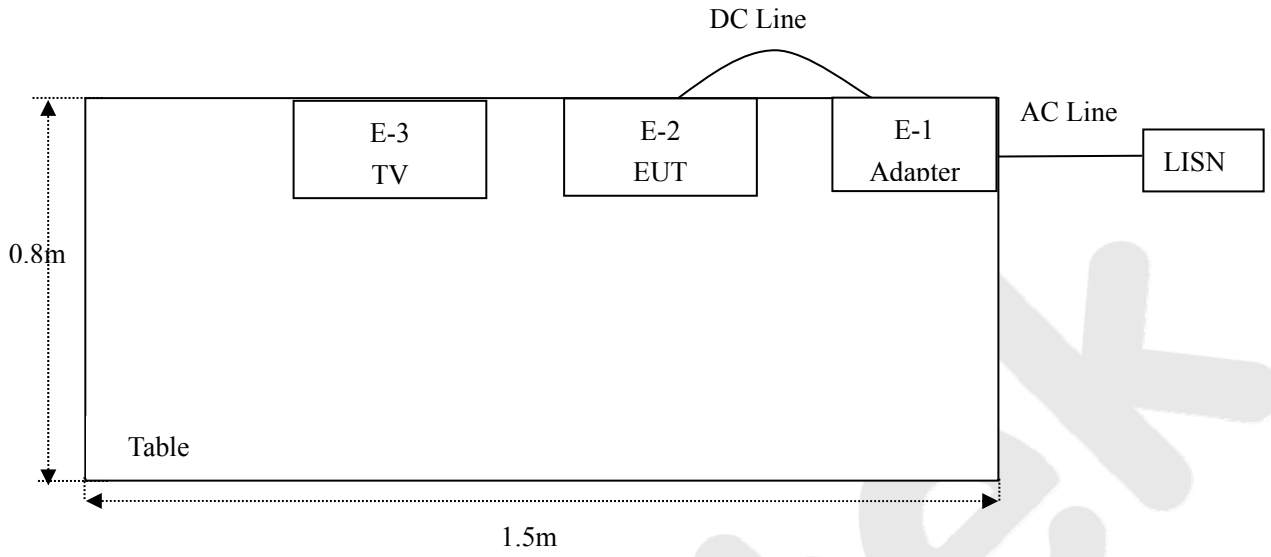 DC Line
E-3
TV
E-2
EUT
E-1
Adapter
AC Line
LISN
0.8m
Table
1.5m